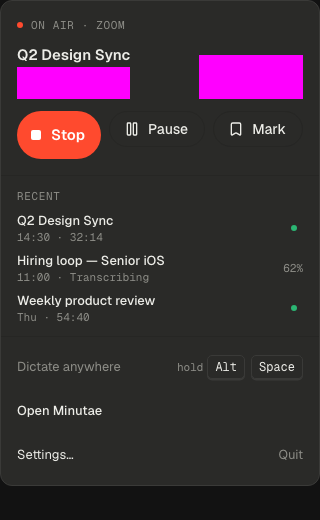 ON AIR · ZOOM
Q2 Design Sync
Stop
Pause
Mark
RECENT
Q2 Design Sync
14:30 · 32:14
Hiring loop — Senior iOS
11:00 · Transcribing
62%
Weekly product review
Thu · 54:40
Dictate anywhere
hold Alt Space
Open Minutae
Settings…
Quit